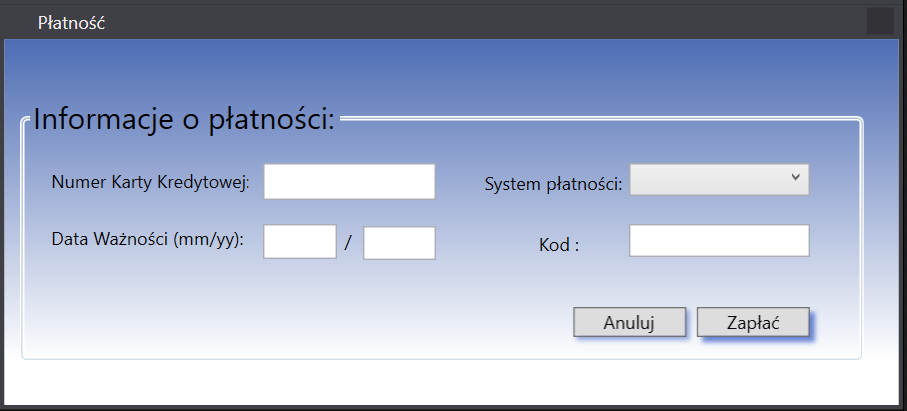 Płatność
Informacje o płatności:
Numer Karty Kredytowej:
System płatności:
Data Ważności (mm/yy):
/
Kod :
Anuluj
Zapłać